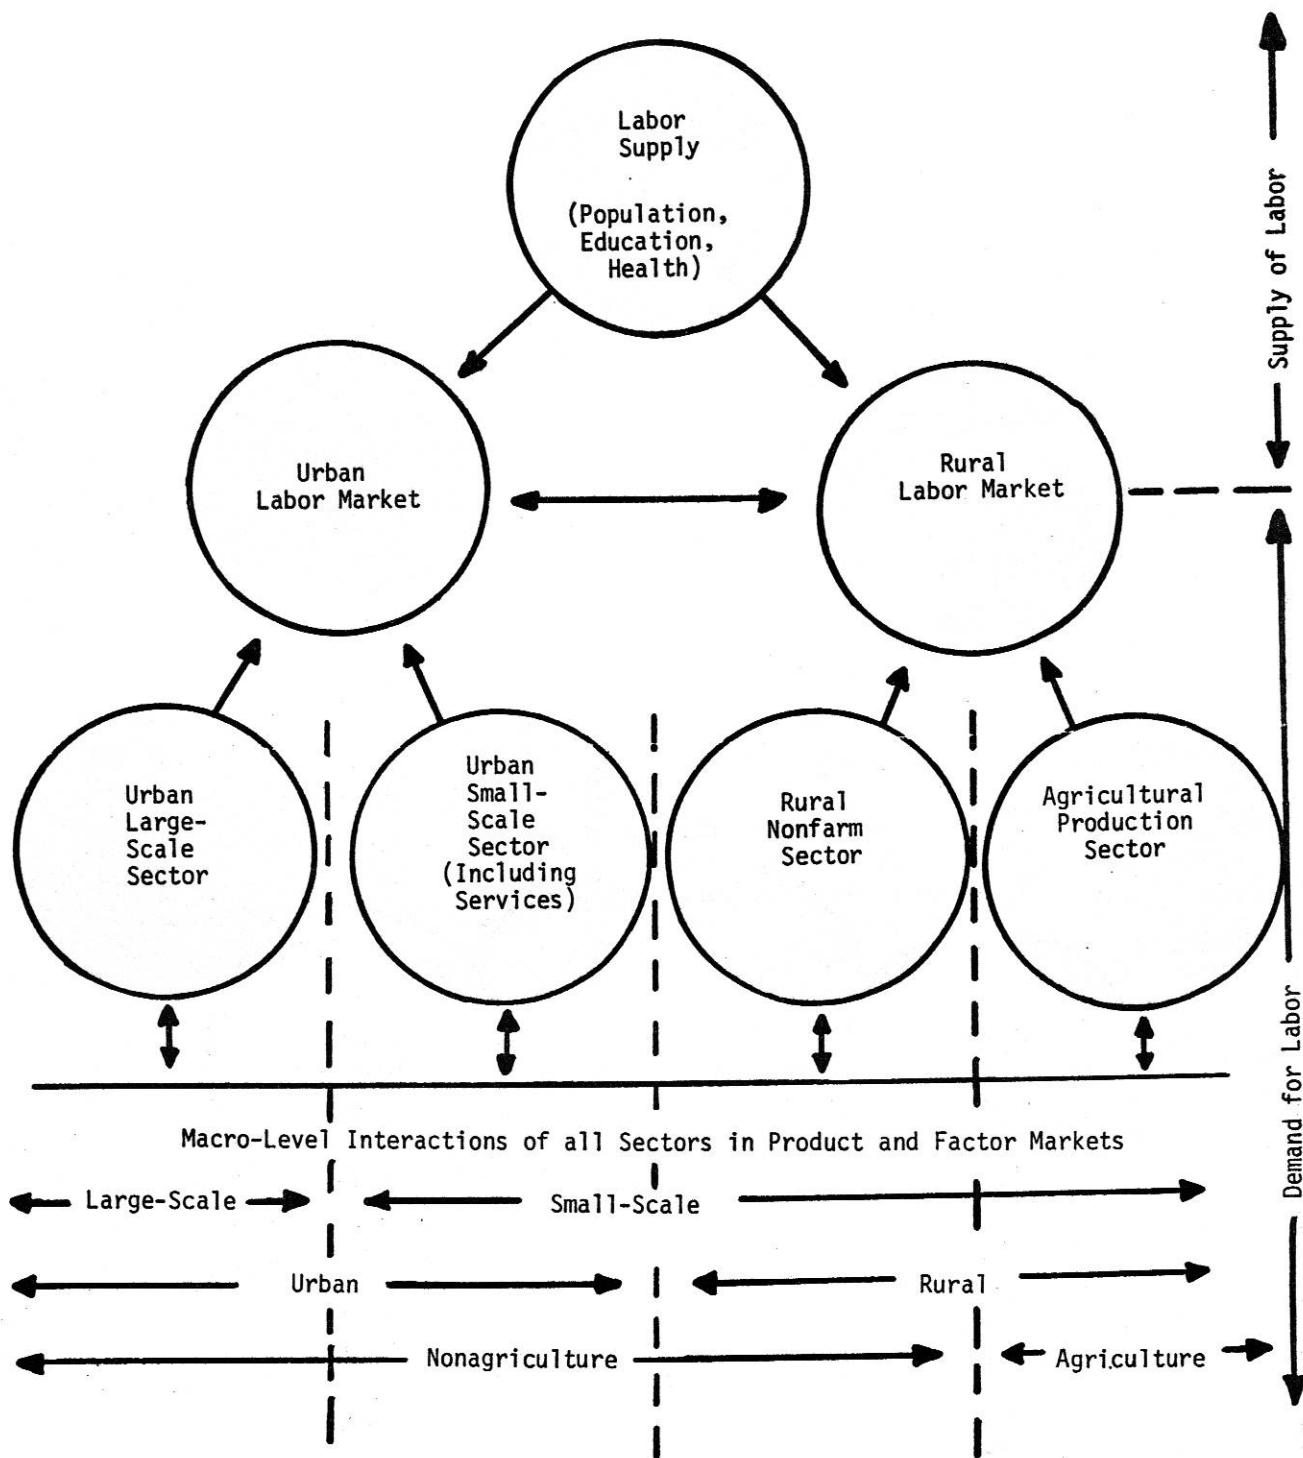 Labor
Supply
(Population,
Education,
Health)
Supply of Labor
Urban
Labor Market
Rural
Labor Market
Urban
Large-
Scale
Sector
Urban
Small-
Scale
Sector
(Including
Services)
Rural
Nonfarm
Sector
Agricultural
Production
Sector
Demand for Labor
Macro-Level Interactions of all Sectors in Product and Factor Markets
Large-Scale
Small-Scale
Urban
Rural
Nonagriculture
Agriculture